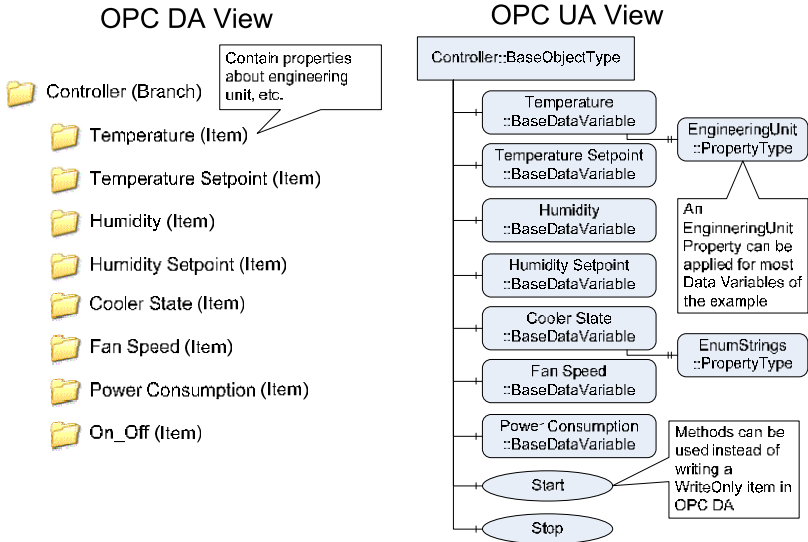 OPC DA View
Contain properties
about engineering
unit, etc.
Controller (Branch)
Temperature (Item)
Temperature Setpoint (Item)
Humidity (Item)
Humidity Setpoint (Item)
Cooler State (Item)
Fan Speed (Item)
Power Consumption (Item)
On_Off (Item)
OPC UA View
Controller::BaseObjectType
Temperature
::BaseDataVariable
EngineeringUnit
::PropertyType
Temperature Setpoint
::BaseDataVariable
An
EnginneringUnit
Property can be
applied for most
Data Variables of
the example
Humidity
::BaseDataVariable
Humidity Setpoint
::BaseDataVariable
Cooler State
::BaseDataVariable
EnumStrings
::PropertyType
Fan Speed
::BaseDataVariable
Power Consumption
::BaseDataVariable
Methods can be
used instead of
writing a
WriteOnly item in
OPC DA
Start
Stop